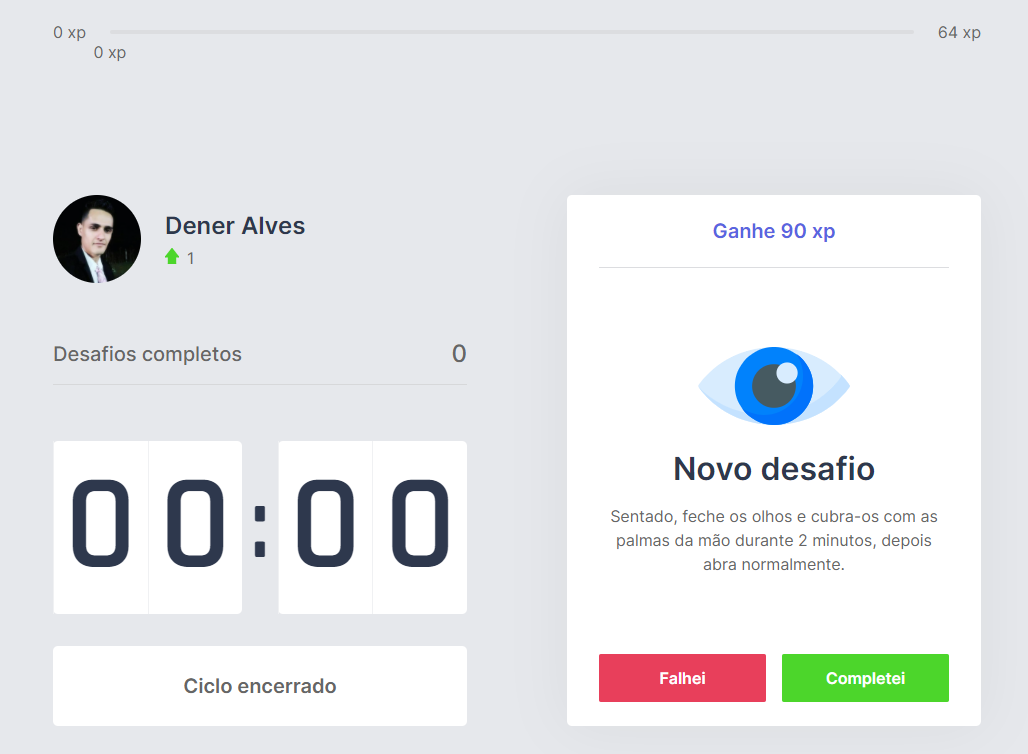 0 xp
64 xp
0 xp
Dener Alves
1
Desafios completos
0
00:00
Ciclo encerrado
Ganhe 90 xp
Novo desafio
Sentado, feche os olhos e cubra-os com as
palmas da mão durante 2 minutos, depois
abra normalmente.
Falhei
Completei